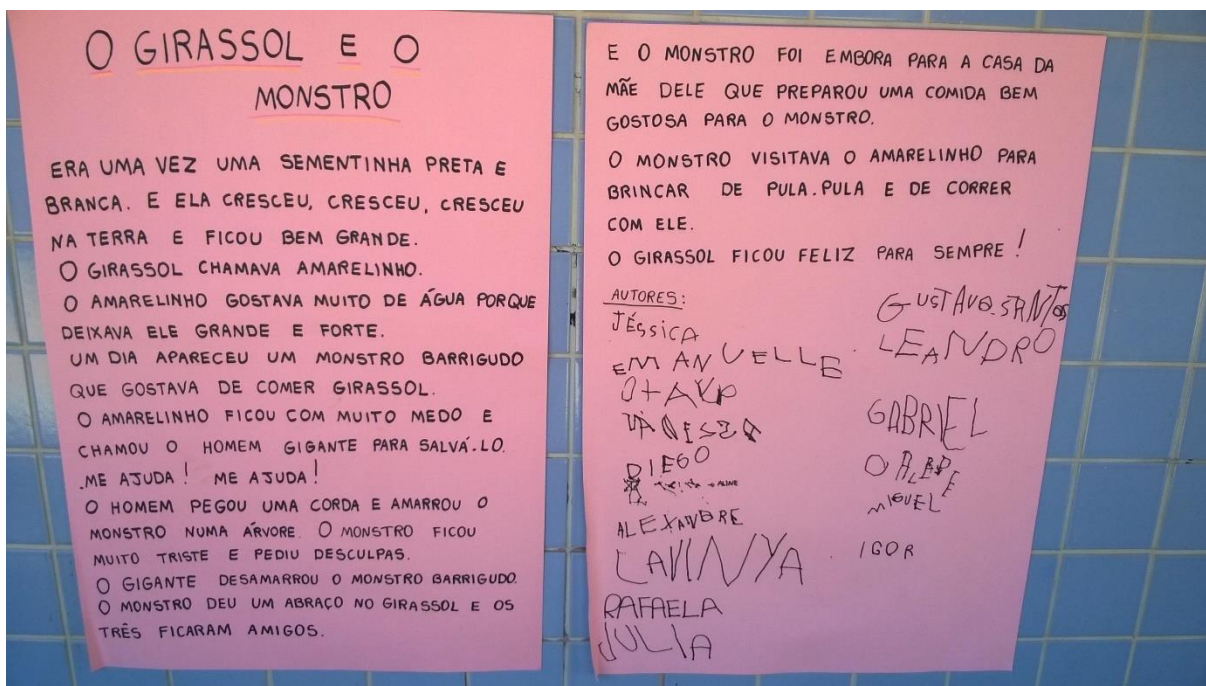 O GIRASSOL E O
MONSTRO
ERA UMA VEZ UMA SEMENTINHA PRETA E
BRANCA. E ELA CRESCEU, CRESCEU, CRESCEU
NA TERRA E FICOU BEM GRANDE.
O GIRASSOL CHAMAVA AMARELINHO.
O AMARELINHO GOSTAVA MUITO DE ÁGUA PORQUE
DEIXAVA ELE GRANDE E FORTE.
UM DIA APARECEU UM MONSTRO BARRIGUDO
QUE GOSTAVA DE COMER GIRASSOL.
O AMARELINHO FICOU COM MUITO MEDO E
CHAMOU O HOMEM GIGANTE PARA SALVÁ-LO.
ME AJUDA! ME AJUDA!
O HOMEM PEGOU UMA CORDA E AMARROU O
MONSTRO NUMA ÁRVORE. O MONSTRO FICOU
MUITO TRISTE E PEDIU DESCULPAS.
O GIGANTE DESAMARROU O MONSTRO BARRIGUDO.
O MONSTRO DEU UM ABRAÇO NO GIRASSOL E OS
TRÊS FICARAM AMIGOS.
E O MONSTRO FOI EMBORA PARA A CASA DA
MÃE DELE QUE PREPAROU UMA COMIDA BEM
GOSTOSA PARA O MONSTRO.
O MONSTRO VISITAVA O AMARELINHO PARA
BRINCAR DE PULA-PULA E DE CORRER
COM ELE.
O GIRASSOL FICOU FELIZ PARA SEMPRE!
AUTORES:
JÉSSICA
EMANUELLE
DIEGO
ALINE
ALEXANDRE
LAVINYA
RAFAELA
JULIA
GUSTAVO SANTOS
LEANDRO
GABRIEL
MIGUEL
IGOR